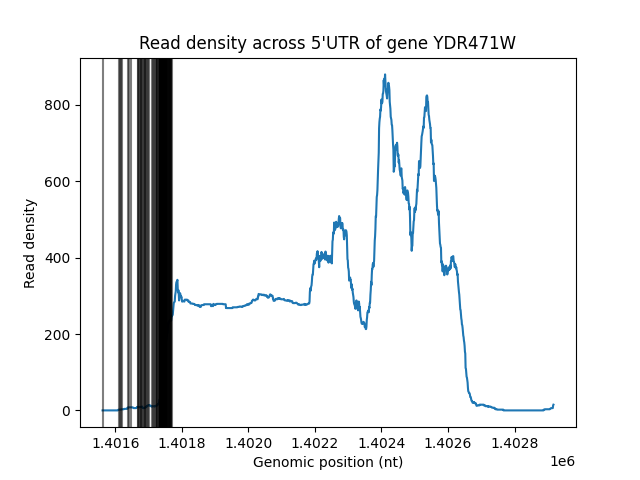 Read density across 5'UTR of gene YDR471W
Read density
800
600
400
200
0
1.4016 1.4018 1.4020 1.4022 1.4024 1.4026 1.4028
1e6
Genomic position (nt)